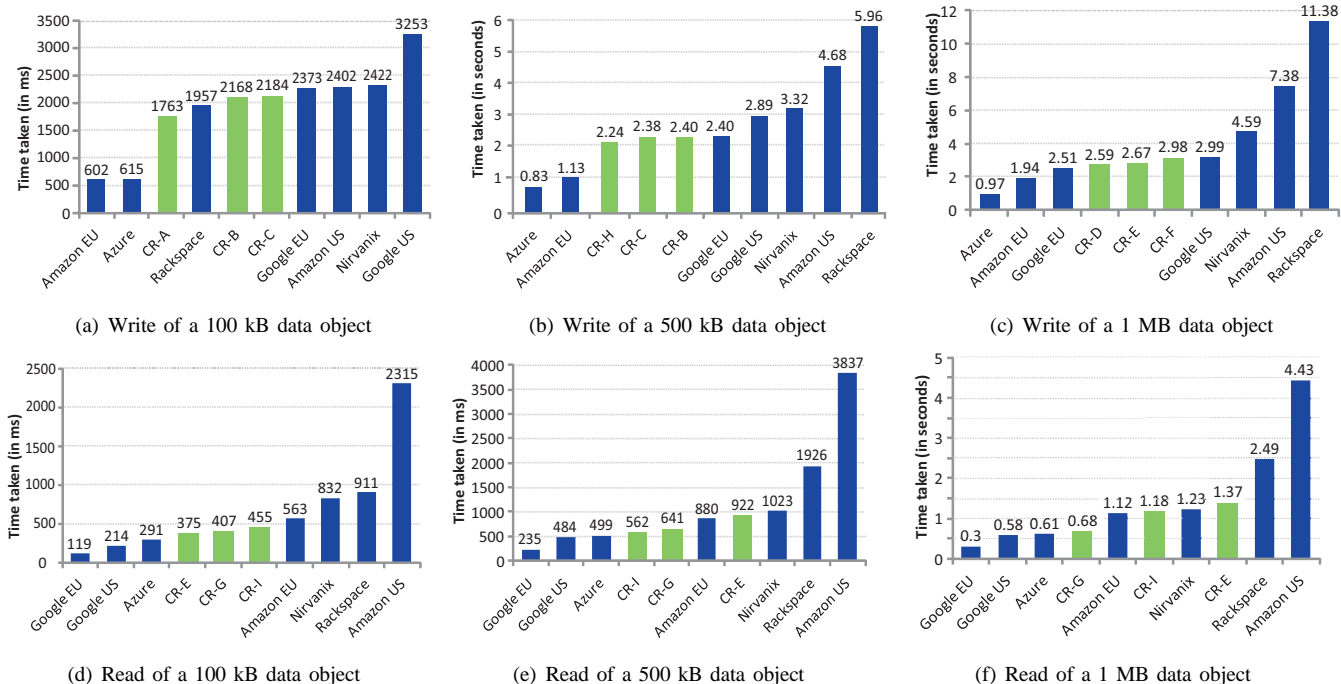 Time taken (in ms)
3500
3000
2500
2000
1500
1000
500
0
602
615
1763
1957
2168
2184
2373
2402
2422
3253
Amazon EU
Azure
CR-A
Rackspace
CR-B
CR-C
Google EU
Amazon US
Nirvanix
Google US
(a) Write of a 100 kB data object
Time taken (in seconds)
6
5
4
3
2
1
0
0.83
1.13
2.24
2.38
2.40
2.40
2.89
3.32
4.68
5.96
Azure
Amazon EU
CR-H
CR-C
CR-B
Google EU
Google US
Nirvanix
Amazon US
Rackspace
(b) Write of a 500 kB data object
Time taken (in seconds)
12
10
8
6
4
2
0
0.97
1.94
2.51
2.59
2.67
2.98
2.99
4.59
7.38
11.38
Azure
Amazon EU
Google EU
CR-D
CR-E
CR-F
Google US
Nirvanix
Amazon US
Rackspace
(c) Write of a 1 MB data object
Time taken (in ms)
2500
2000
1500
1000
500
0
119
214
291
375
407
455
563
832
911
2315
Google EU
Google US
Azure
CR-E
CR-G
CR-I
Amazon EU
Nirvanix
Rackspace
Amazon US
(d) Read of a 100 kB data object
Time taken (in ms)
4000
3500
3000
2500
2000
1500
1000
500
0
235
484
499
562
641
880
922
1023
1926
3837
Google EU
Google US
Azure
CR-I
CR-G
Amazon EU
CR-E
Nirvanix
Rackspace
Amazon US
(e) Read of a 500 kB data object
Time taken (in seconds)
5
4
3
2
1
0
0.3
0.58
0.61
0.68
1.12
1.18
1.23
1.37
2.49
4.43
Google EU
Google US
Azure
CR-G
Amazon EU
CR-I
Nirvanix
CR-E
Rackspace
Amazon US
(f) Read of a 1 MB data object